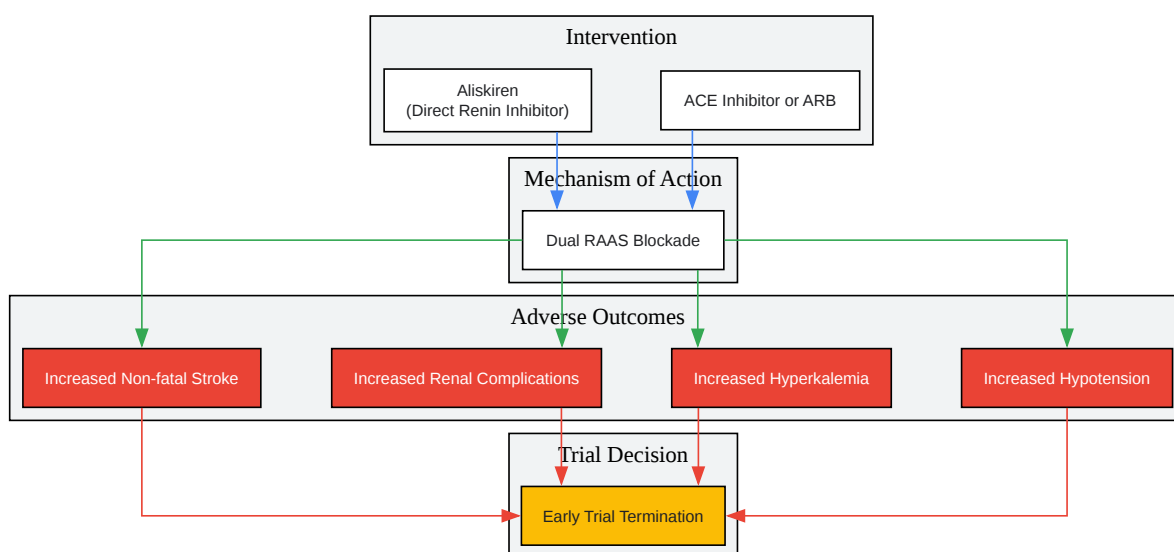 Intervention
Aliskiren
(Direct Renin Inhibitor)
ACE Inhibitor or ARB
Mechanism of Action
Dual RAAS Blockade
Adverse Outcomes
Increased Non-fatal Stroke
Increased Renal Complications
Increased Hyperkalemia
Increased Hypotension
Trial Decision
Early Trial Termination